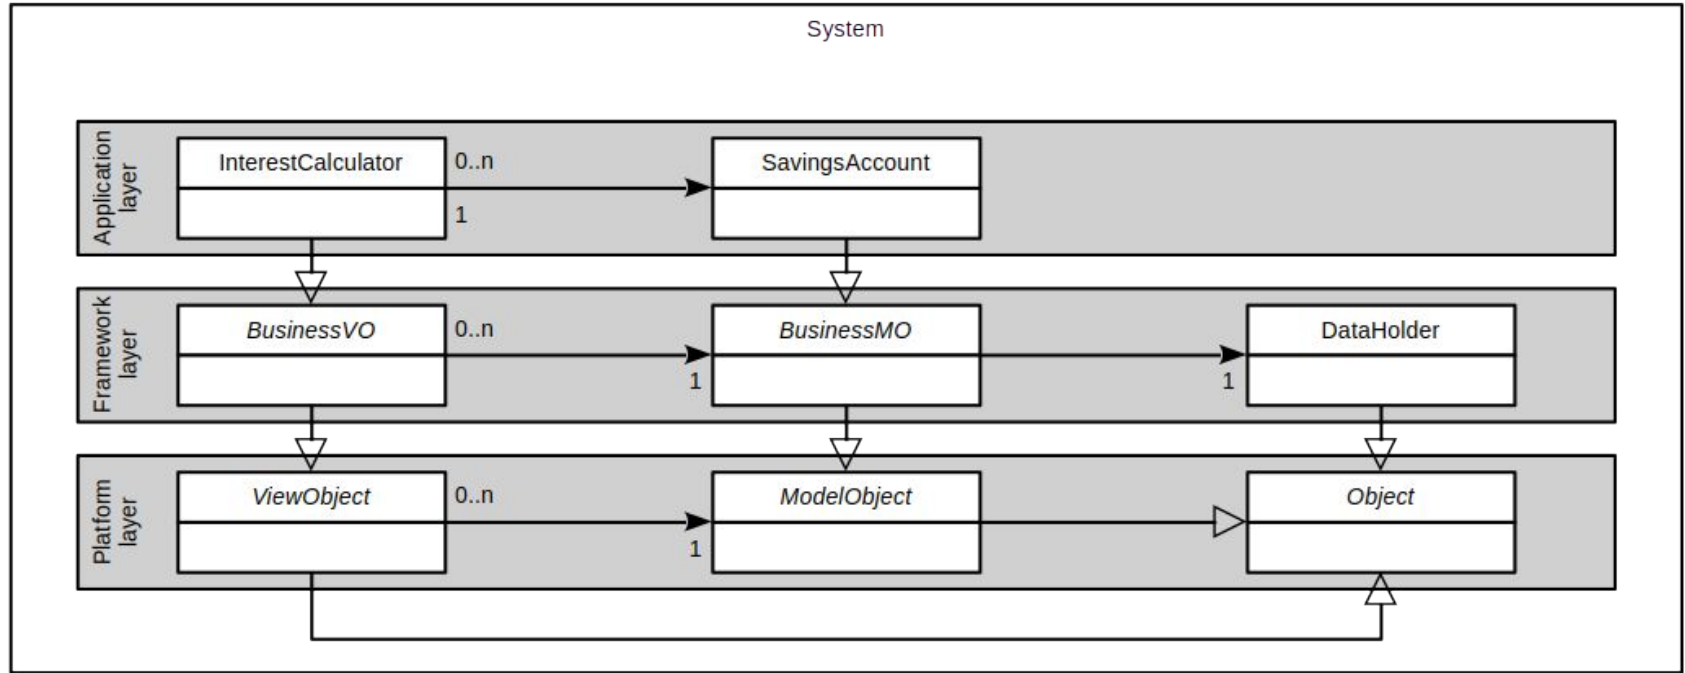 System
Application
layer
InterestCalculator
0..n
1
SavingsAccount
Framework
layer
BusinessVO
0..n
1
BusinessMO
1
DataHolder
Platform
layer
ViewObject
0..n
1
ModelObject
Object